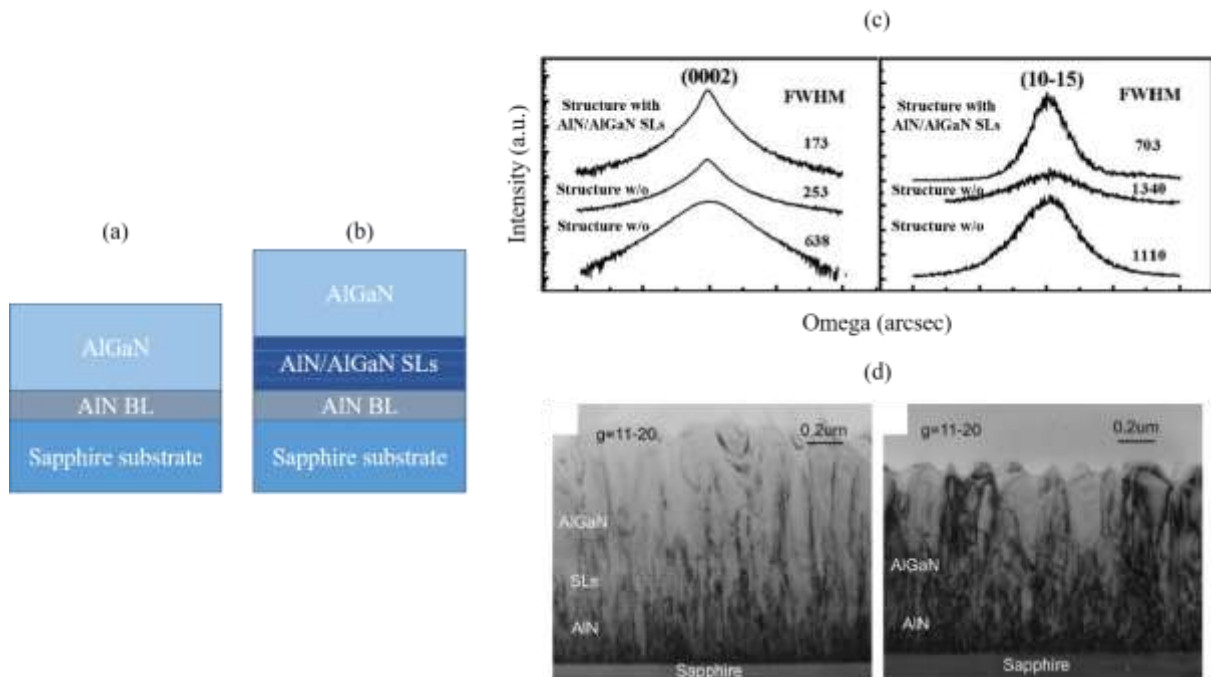 (a)
AlGaN
AlN BL
Sapphire substrate
(b)
AlGaN
AlN/AlGaN SLs
AlN BL
Sapphire substrate
(c)
Intensity (a.u.)
(0002)
FWHM
Structure with
AlN/AlGaN SLs
173
Structure w/o
253
Structure w/o
638
(10-15)
FWHM
Structure with
AlN/AlGaN SLs
703
Structure w/o
1340
Structure w/o
1110
Omega (arcsec)
(d)
g=11-20
0.2um
AlGaN
SLs
AlN
Sapphire
g=11-20
0.2um
AlGaN
AlN
Sapphire